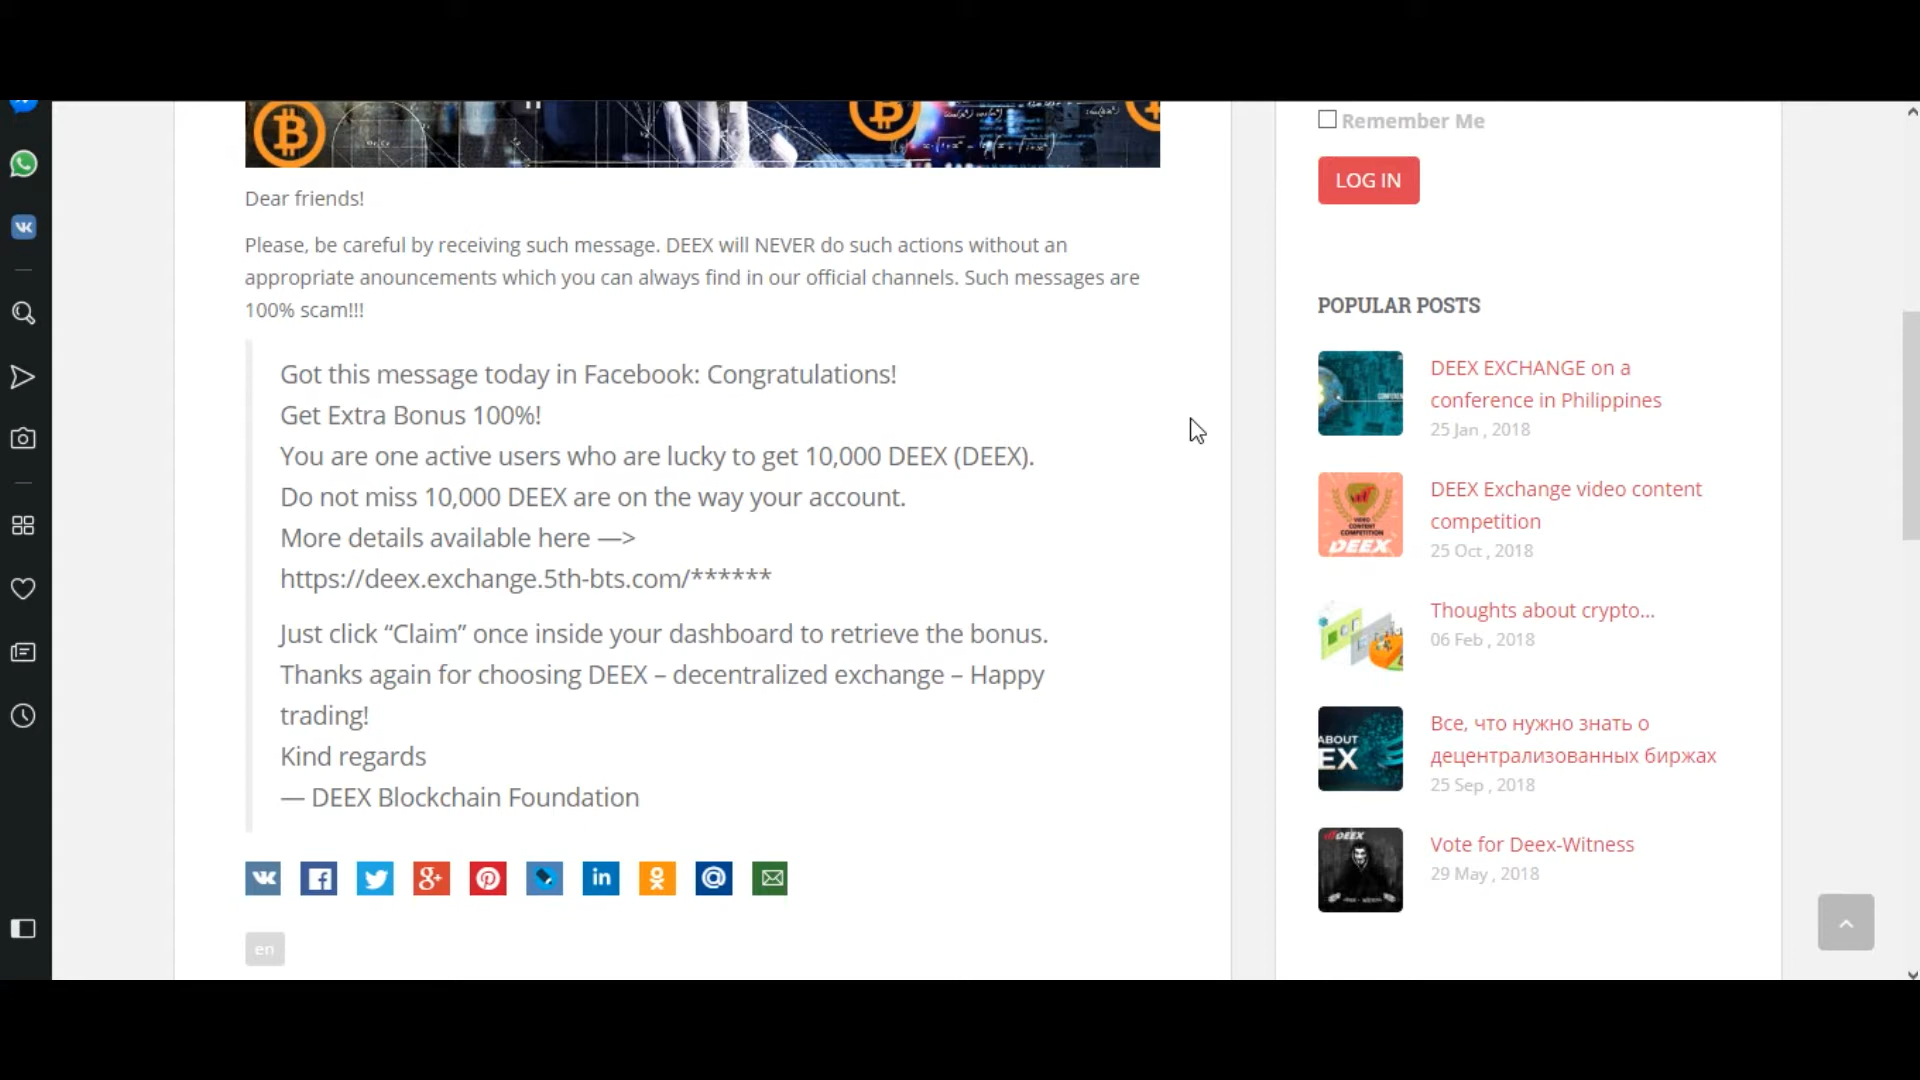 Dear friends!
Please, be careful by receiving such message. DEEX will NEVER do such actions without an
appropriate anouncements which you can always find in our official channels. Such messages are
100% scam!!!
Got this message today in Facebook: Congratulations!
Get Extra Bonus 100%!
You are one active users who are lucky to get 10,000 DEEX (DEEX).
Do not miss 10,000 DEEX are on the way your account.
More details available here —>
https://deex.exchange.5th-bts.com/******
Just click “Claim” once inside your dashboard to retrieve the bonus.
Thanks again for choosing DEEX – decentralized exchange – Happy
trading!
Kind regards
— DEEX Blockchain Foundation
en
Remember Me
LOG IN
POPULAR POSTS
DEEX EXCHANGE on a
conference in Philippines
25 Jan , 2018
VIDEO
CONTENT
COMPETITION
DEEX
DEEX Exchange video content
competition
25 Oct , 2018
Thoughts about crypto...
06 Feb , 2018
ABOUT
EX
Все, что нужно знать о
децентрализованных биржах
25 Sep , 2018
DEEX
Vote for Deex-Witness
29 May , 2018